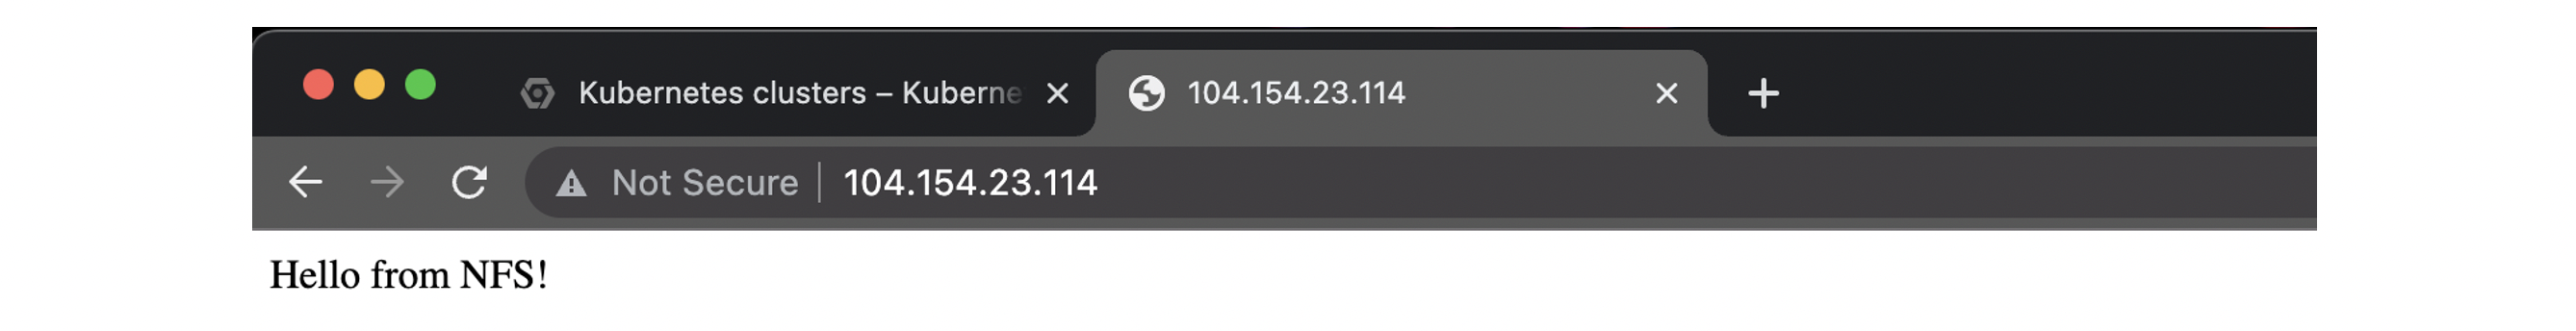 Kubernetes clusters – Kuberne
104.154.23.114
Not Secure
104.154.23.114
Hello from NFS!